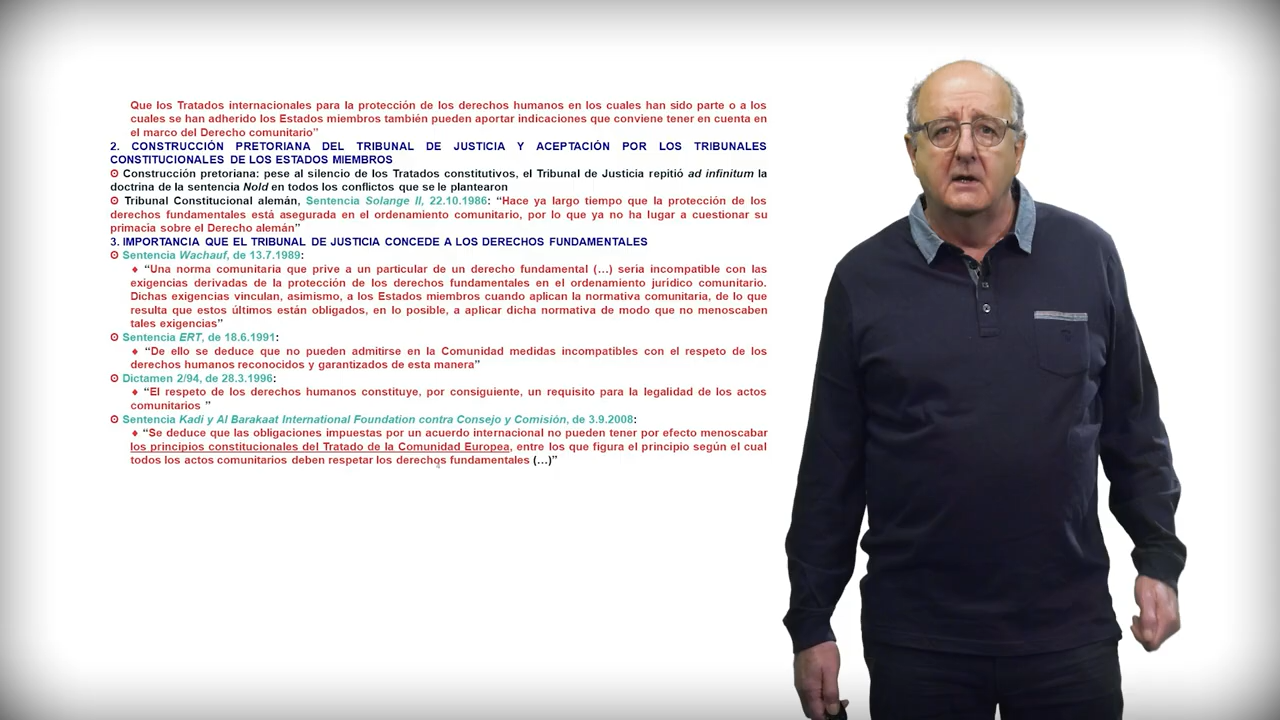 Que los Tratados internacionales para la protección de los derechos humanos en los cuales han sido parte o a los
cuales se han adherido los Estados miembros también pueden aportar indicaciones que conviene tener en cuenta en
el marco del Derecho comunitario”
2. CONSTRUCCIÓN PRETORIANA DEL TRIBUNAL DE JUSTICIA Y ACEPTACIÓN POR LOS TRIBUNALES
CONSTITUCIONALES DE LOS ESTADOS MIEMBROS
⊙ Construcción pretoriana: pese al silencio de los Tratados constitutivos, el Tribunal de Justicia repitió ad infinitum la
doctrina de la sentencia Nold en todos los conflictos que se le plantearon
⊙ Tribunal Constitucional alemán, Sentencia Solange II, 22.10.1986: “Hace ya largo tiempo que la protección de los
derechos fundamentales está asegurada en el ordenamiento comunitario, por lo que ya no ha lugar a cuestionar su
primacía sobre el Derecho alemán”
3. IMPORTANCIA QUE EL TRIBUNAL DE JUSTICIA CONCEDE A LOS DERECHOS FUNDAMENTALES
⊙ Sentencia Wachauf, de 13.7.1989:
♦ “Una norma comunitaria que prive a un particular de un derecho fundamental (…) sería incompatible con las
exigencias derivadas de la protección de los derechos fundamentales en el ordenamiento jurídico comunitario.
Dichas exigencias vinculan, asimismo, a los Estados miembros cuando aplican la normativa comunitaria, de lo que
resulta que estos últimos están obligados, en lo posible, a aplicar dicha normativa de modo que no menoscaben
tales exigencias”
⊙ Sentencia ERT, de 18.6.1991:
♦ “De ello se deduce que no pueden admitirse en la Comunidad medidas incompatibles con el respeto de los
derechos humanos reconocidos y garantizados de esta manera”
⊙ Dictamen 2/94, de 28.3.1996:
♦ “El respeto de los derechos humanos constituye, por consiguiente, un requisito para la legalidad de los actos
comunitarios ”
⊙ Sentencia Kadi y Al Barakaat International Foundation contra Consejo y Comisión, de 3.9.2008:
♦ “Se deduce que las obligaciones impuestas por un acuerdo internacional no pueden tener por efecto menoscabar
los principios constitucionales del Tratado de la Comunidad Europea, entre los que figura el principio según el cual
todos los actos comunitarios deben respetar los derechos fundamentales (…)”